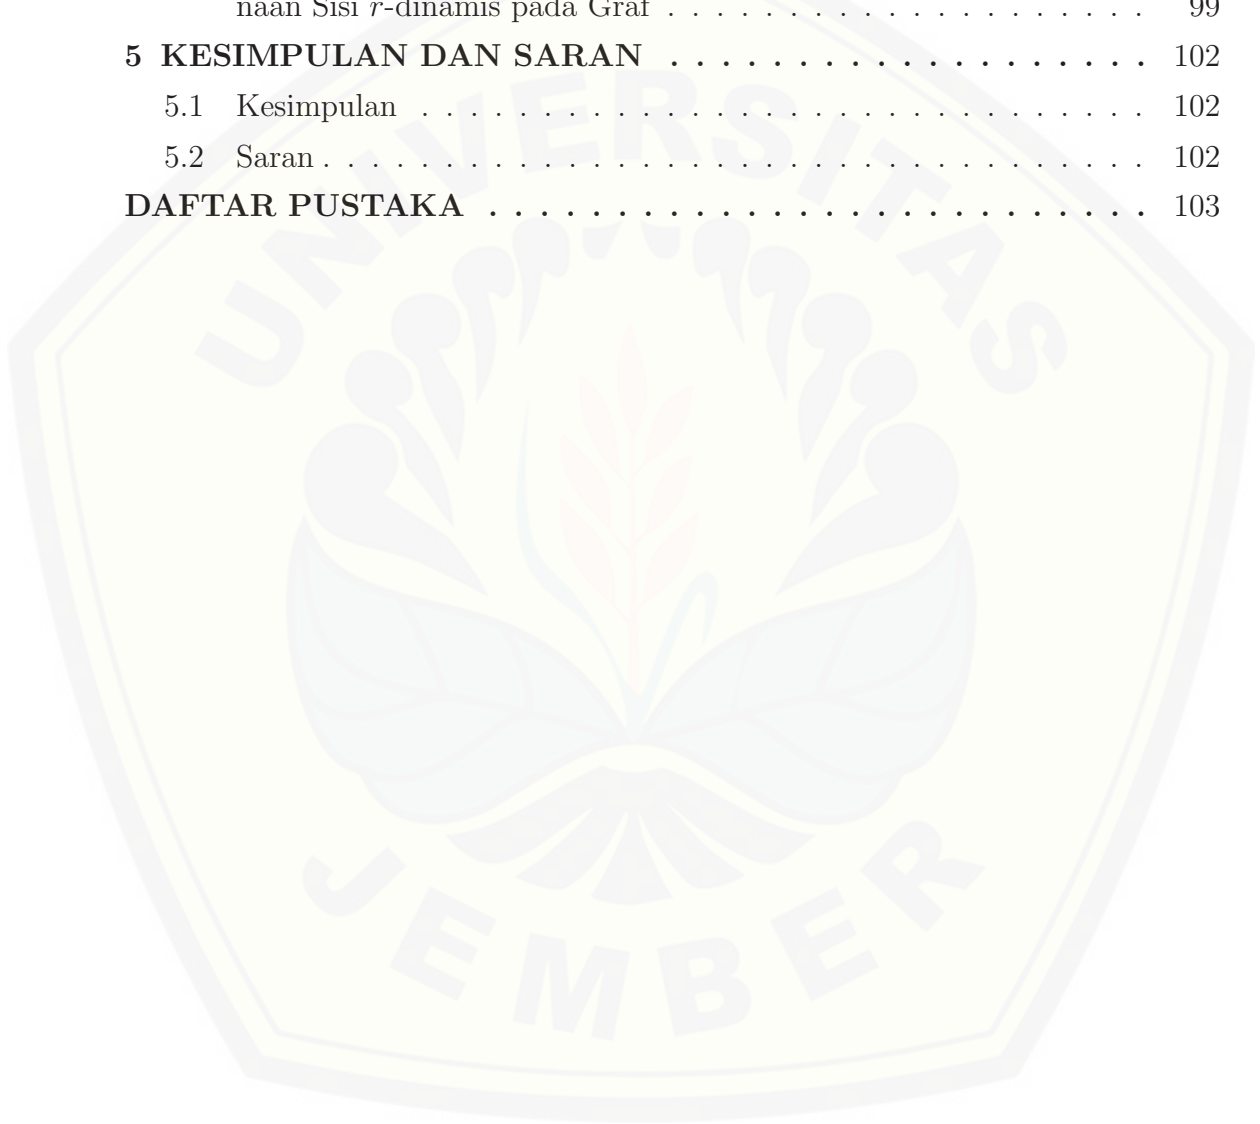 naan Sisi r-dinamis pada Graf . . . . . . . . . . . . . . . . . . . . 99
5 KESIMPULAN DAN SARAN . . . . . . . . . . . . . . . . . . . 102
5.1 Kesimpulan . . . . . . . . . . . . . . . . . . . . . . . . . . . . . . 102
5.2 Saran . . . . . . . . . . . . . . . . . . . . . . . . . . . . . . . . . . 102
DAFTAR PUSTAKA . . . . . . . . . . . . . . . . . . . . . . . . . . 103
UNIVERSITAS
JEMBER